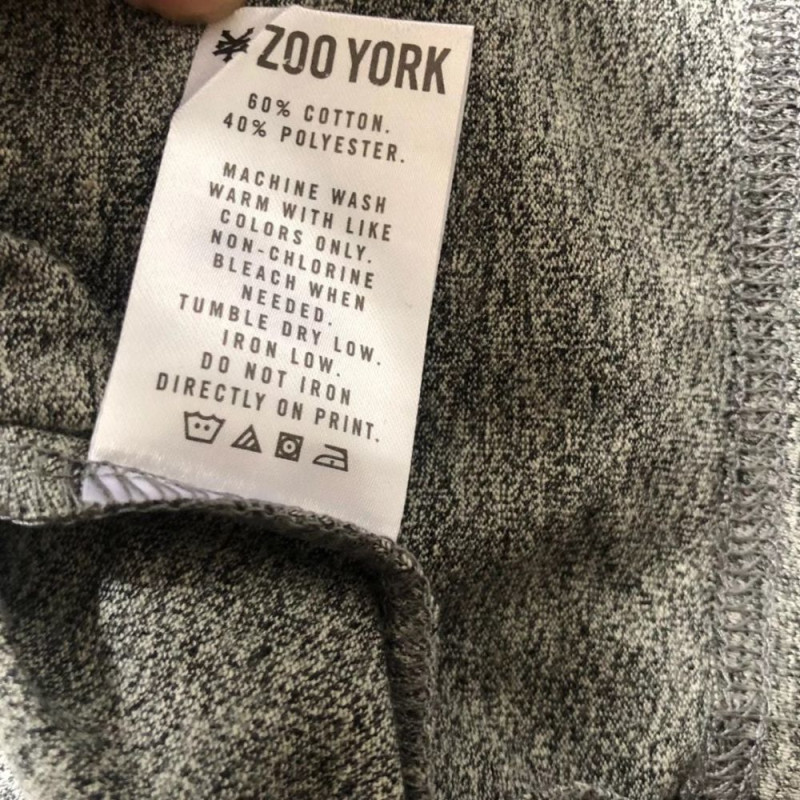 ZOO YORK
60% COTTON.
40% POLYESTER.
MACHINE WASH
WARM WITH LIKE
COLORS ONLY.
NON-CHLORINE
BLEACH WHEN
NEEDED.
TUMBLE DRY LOW.
IRON LOW.
DO NOT IRON
DIRECTLY ON PRINT.